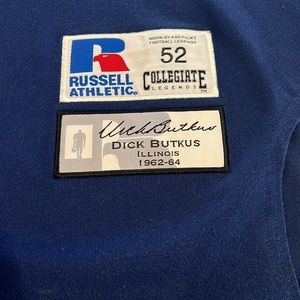 WORN BY AMERICA'S
FOOTBALL LEGENDS
R
52
RUSSELL
ATHLETIC
COLLEGIATE
LEGENDS
Dick Butkus
DICK BUTKUS
ILLINOIS
1962-64